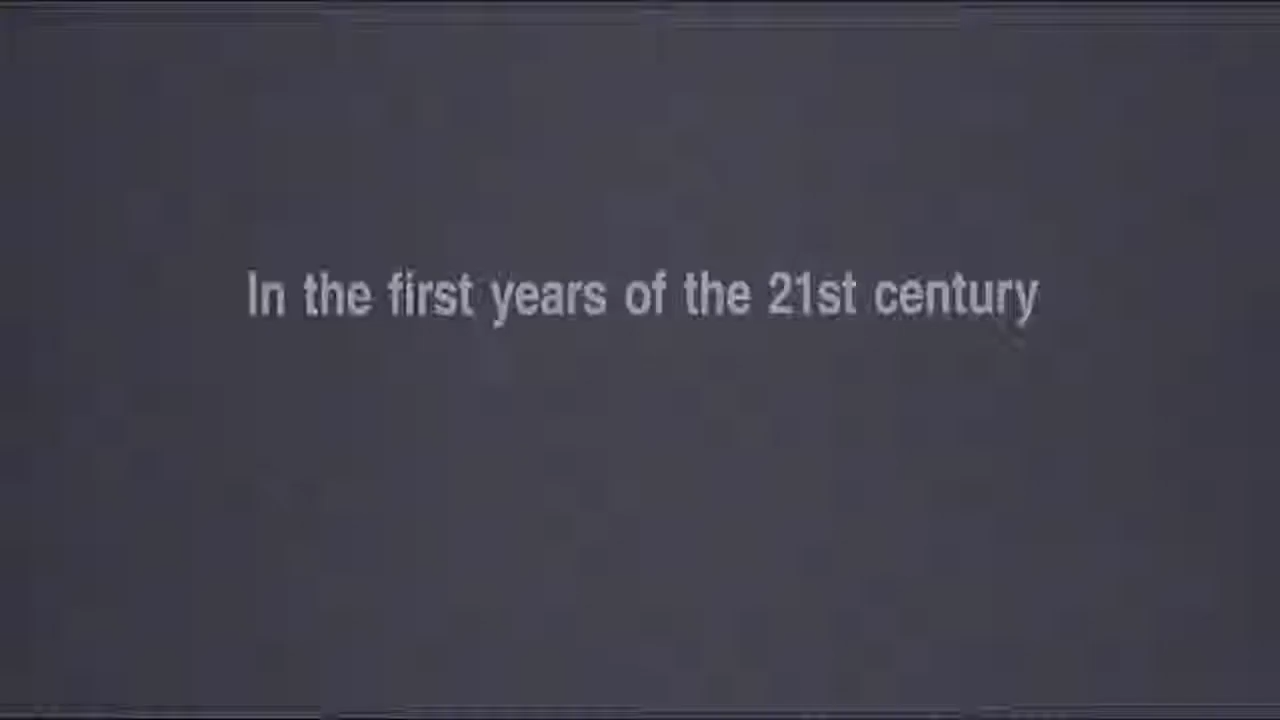 In the first years of the 21st century